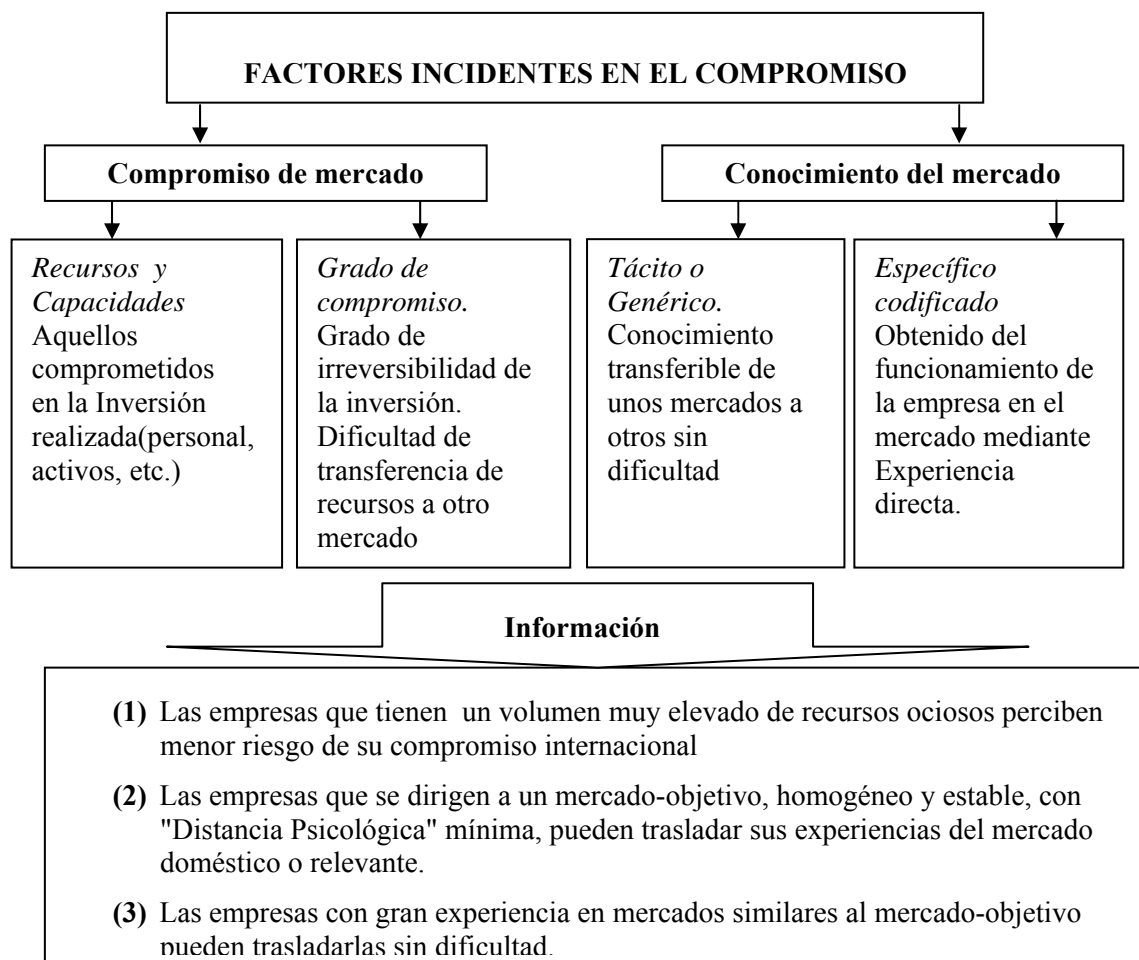 FACTORES INCIDENTES EN EL COMPROMISO
Compromiso de mercado
Conocimiento del mercado
Recursos y
Capacidades
Aquellos
comprometidos
en la Inversión
realizada(personal,
activos, etc.)
Grado de
compromiso.
Grado de
irreversibilidad de
la inversión.
Dificultad de
transferencia de
recursos a otro
mercado
Tácito o
Genérico.
Conocimiento
transferible de
unos mercados a
otros sin
dificultad
Específico
codificado
Obtenido del
funcionamiento de
la empresa en el
mercado mediante
Experiencia
directa.
Información
(1) Las empresas que tienen un volumen muy elevado de recursos ociosos perciben
menor riesgo de su compromiso internacional
(2) Las empresas que se dirigen a un mercado-objetivo, homogéneo y estable, con
"Distancia Psicológica" mínima, pueden trasladar sus experiencias del mercado
doméstico o relevante.
(3) Las empresas con gran experiencia en mercados similares al mercado-objetivo
pueden trasladarlas sin dificultad.